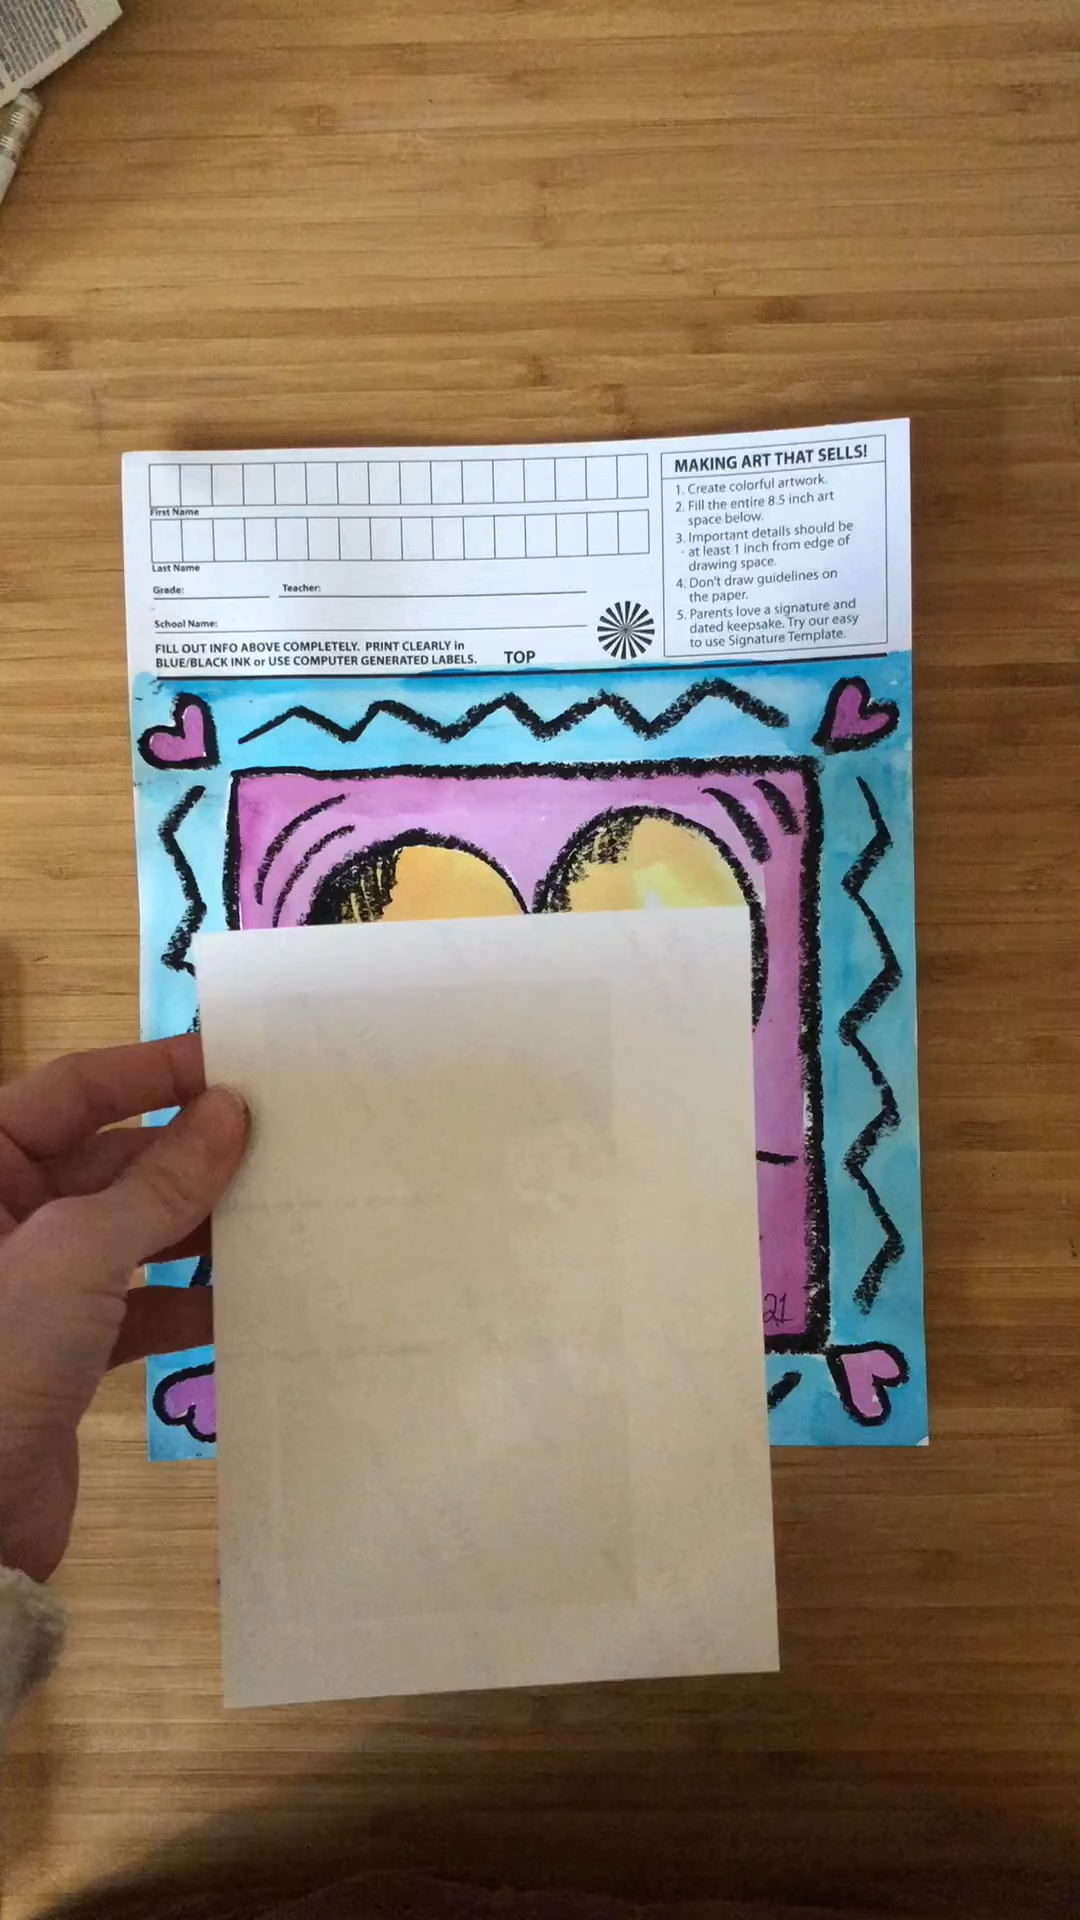 First Name
Last Name
Grade:
Teacher:
School Name:
FILL OUT INFO ABOVE COMPLETELY. PRINT CLEARLY in
BLUE/BLACK INK or USE COMPUTER GENERATED LABELS.
TOP
MAKING ART THAT SELLS!
1. Create colorful artwork.
2. Fill the entire 8.5 inch art
space below.
3. Important details should be
at least 1 inch from edge of
drawing space.
4. Don't draw guidelines on
the paper.
5. Parents love a signature and
dated keepsake. Try our easy
to use Signature Template.
21